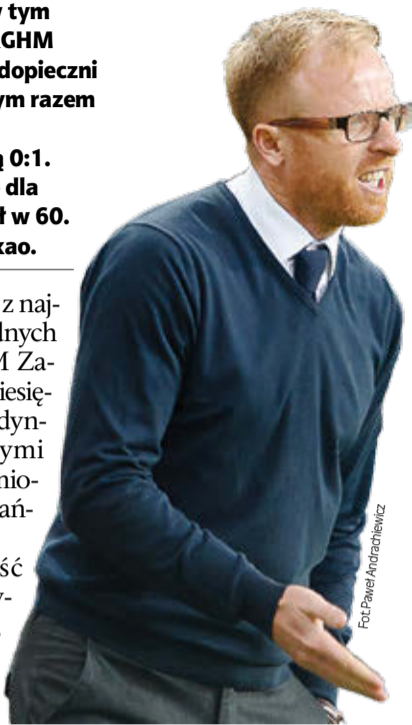 tym
GHM
dopieczni
ym razem
0:1.
dla
ł w 60.
kao.
z naj-
dnych
M Za-
iesię-
dyn-
ymi
nio-
ań-
ść
y-
Fot. Paweł Andrachiewicz